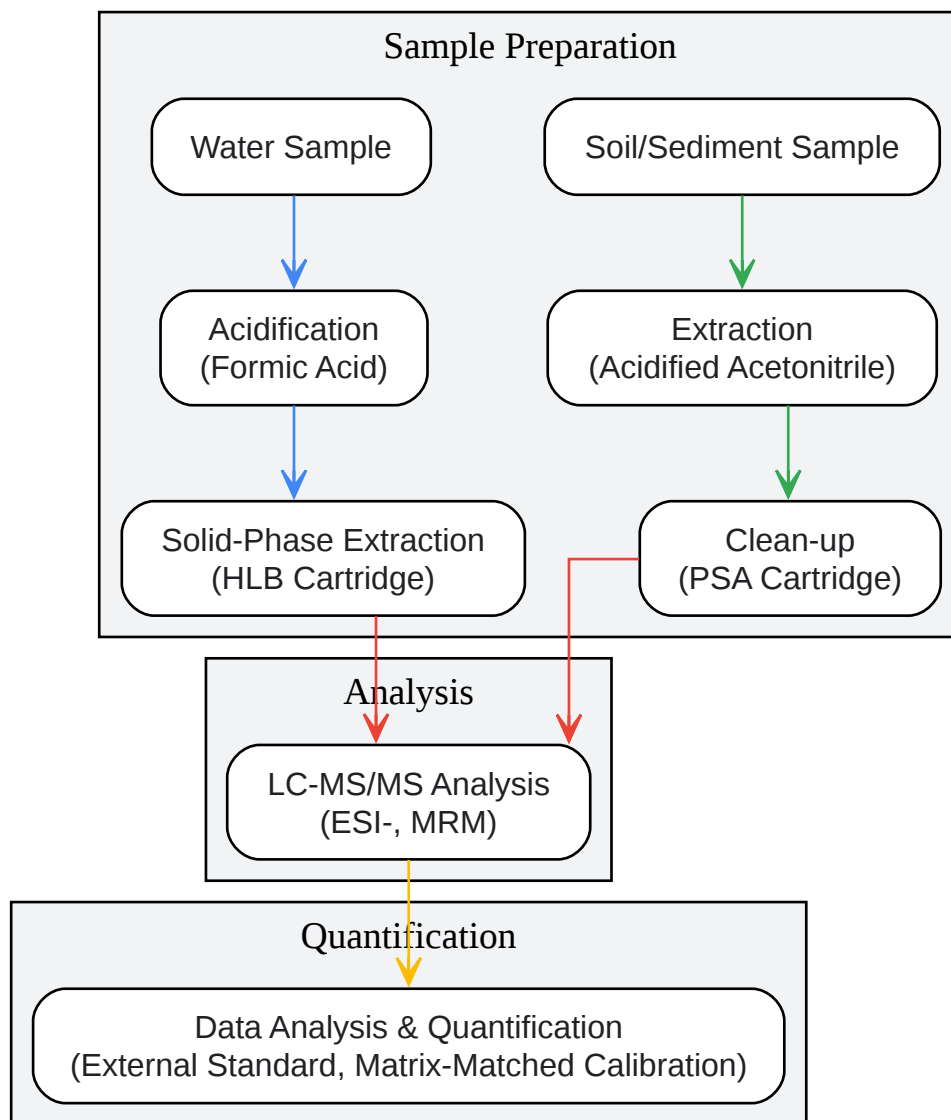 Sample Preparation
Water Sample
Soil/Sediment Sample
Acidification
(Formic Acid)
Extraction
(Acidified Acetonitrile)
Solid-Phase Extraction
(HLB Cartridge)
Clean-up
(PSA Cartridge)
Analysis
LC-MS/MS Analysis
(ESI-, MRM)
Quantification
Data Analysis & Quantification
(External Standard, Matrix-Matched Calibration)